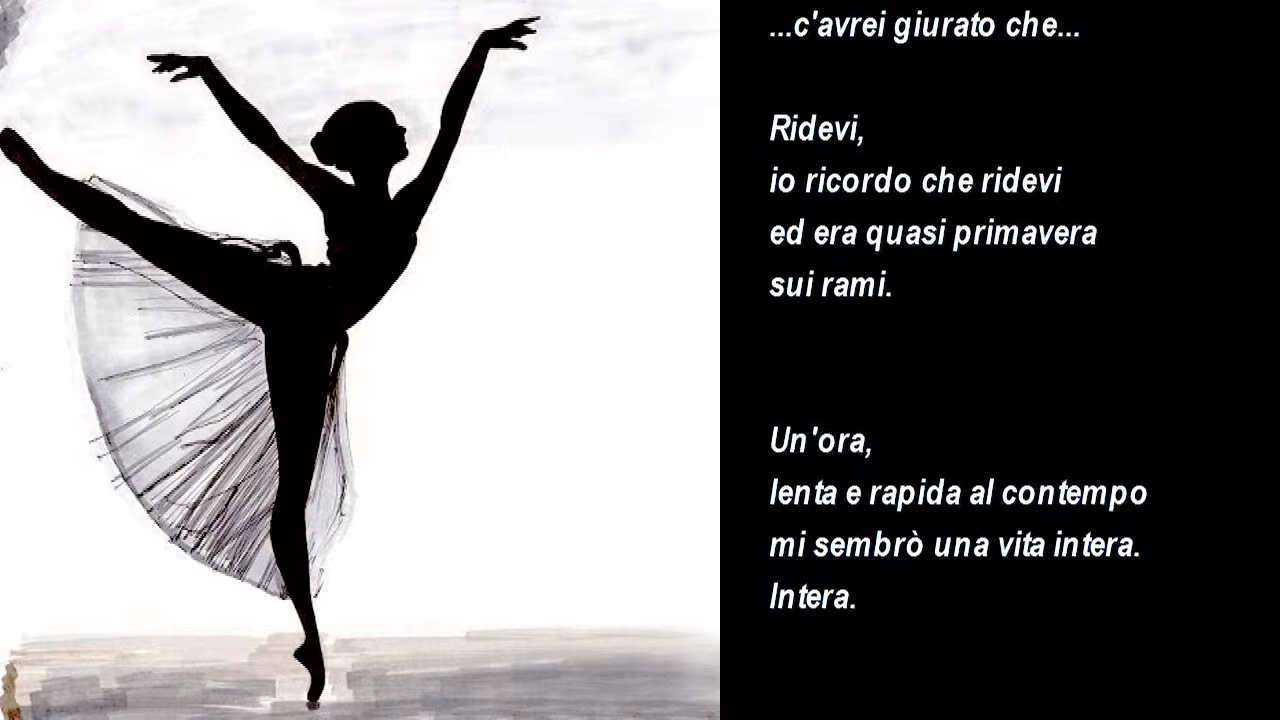 ...c'avrei giurato che...
Ridevi,
io ricordo che ridevi
ed era quasi primavera
sui rami.
Un'ora,
lenta e rapida al contempo
mi sembrò una vita intera.
Intera.